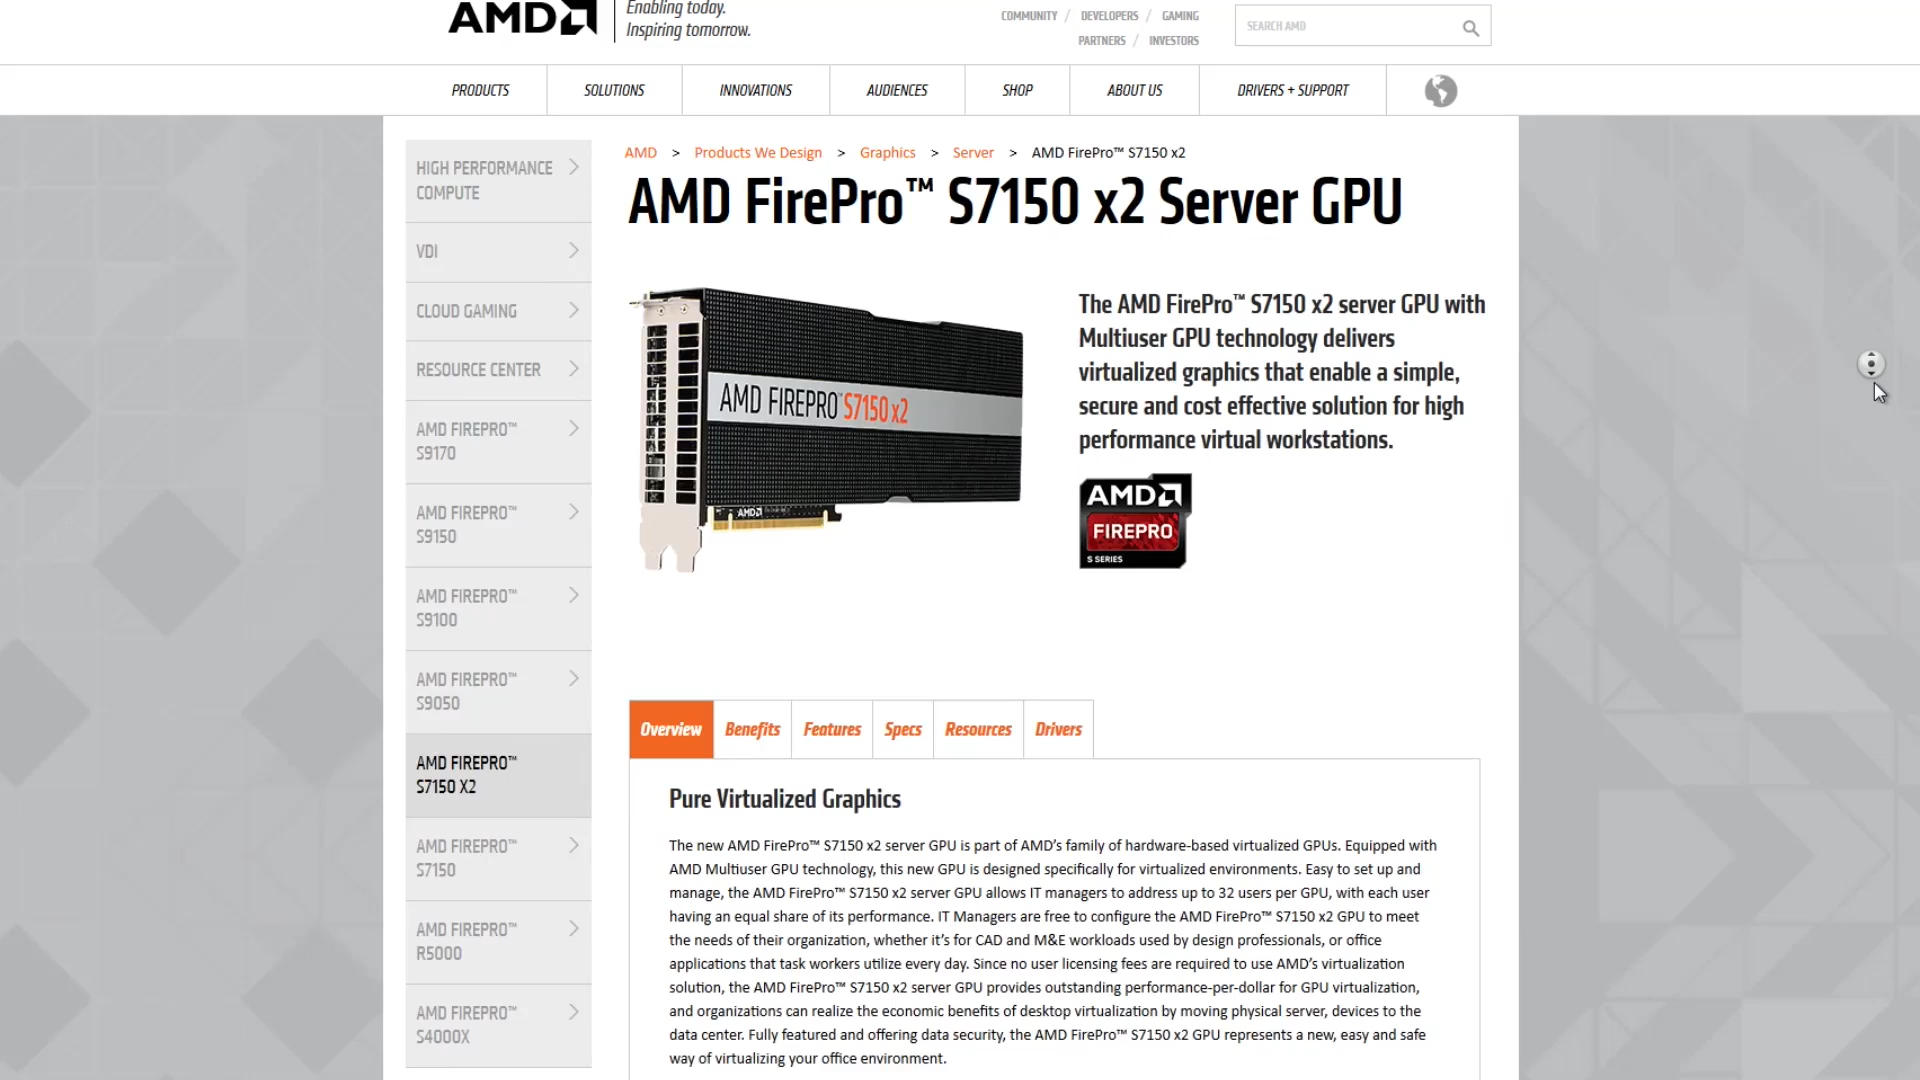 AMD
Enabling today.
Inspiring tomorrow.
COMMUNITY / DEVELOPERS / GAMING
PARTNERS / INVESTORS
SEARCH AMD
PRODUCTS
SOLUTIONS
INNOVATIONS
AUDIENCES
SHOP
ABOUT US
DRIVERS + SUPPORT
HIGH PERFORMANCE
COMPUTE
VDI
CLOUD GAMING
RESOURCE CENTER
AMD FIREPRO™
S9170
AMD FIREPRO™
S9150
AMD FIREPRO™
S9100
AMD FIREPRO™
S9050
AMD FIREPRO™
S7150 X2
AMD FIREPRO™
S7150
AMD FIREPRO™
R5000
AMD FIREPRO™
S4000X
AMD > Products We Design > Graphics > Server > AMD FirePro™ S7150 x2
AMD FirePro™ S7150 x2 Server GPU
AMD FIREPRO™ S7150 x2
AMD
The AMD FirePro™ S7150 x2 server GPU with
Multiuser GPU technology delivers
virtualized graphics that enable a simple,
secure and cost effective solution for high
performance virtual workstations.
AMD
FIREPRO
S SERIES
Overview
Benefits
Features
Specs
Resources
Drivers
Pure Virtualized Graphics
The new AMD FirePro™ S7150 x2 server GPU is part of AMD’s family of hardware-based virtualized GPUs. Equipped with
AMD Multiuser GPU technology, this new GPU is designed specifically for virtualized environments. Easy to set up and
manage, the AMD FirePro™ S7150 x2 server GPU allows IT managers to address up to 32 users per GPU, with each user
having an equal share of its performance. IT Managers are free to configure the AMD FirePro™ S7150 x2 GPU to meet
the needs of their organization, whether it’s for CAD and M&E workloads used by design professionals, or office
applications that task workers utilize every day. Since no user licensing fees are required to use AMD’s virtualization
solution, the AMD FirePro™ S7150 x2 server GPU provides outstanding performance-per-dollar for GPU virtualization,
and organizations can realize the economic benefits of desktop virtualization by moving physical server, devices to the
data center. Fully featured and offering data security, the AMD FirePro™ S7150 x2 GPU represents a new, easy and safe
way of virtualizing your office environment.